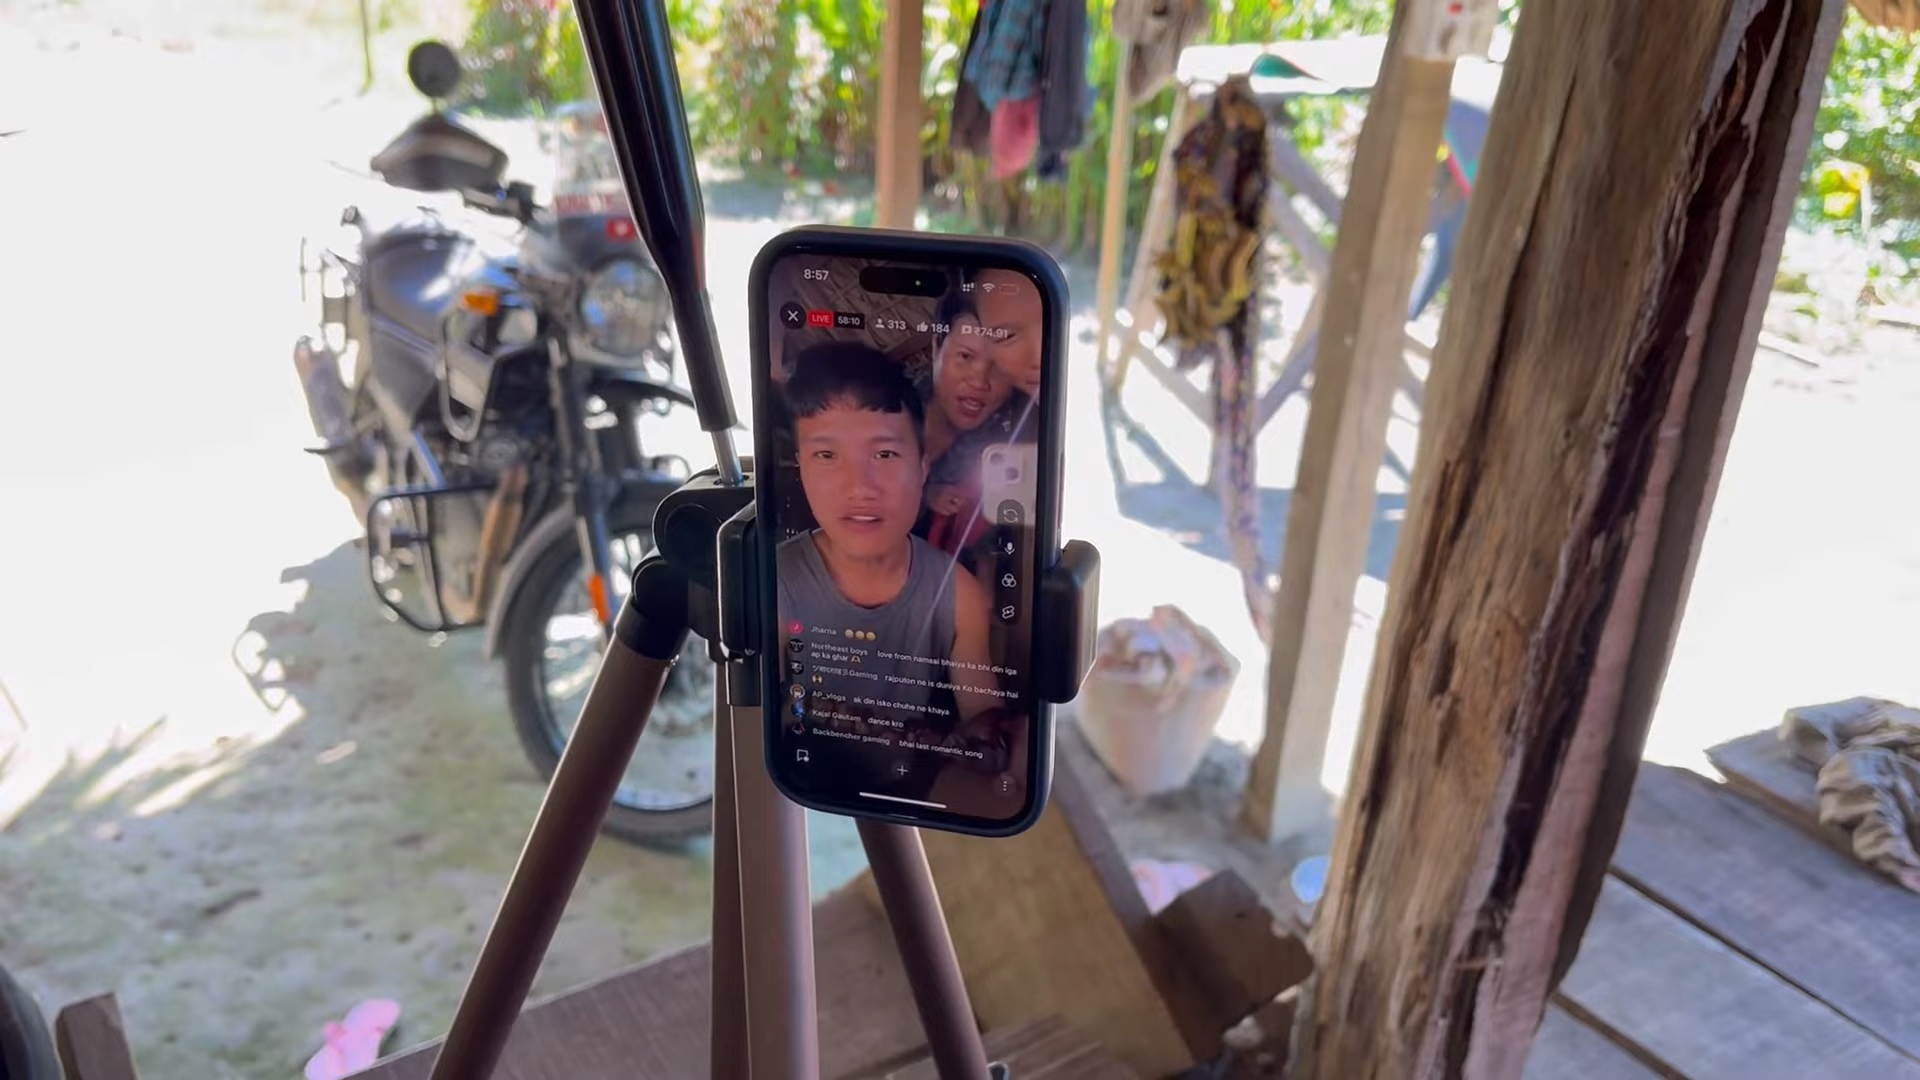 8:57
LIVE 58:10 313 184 ₹74.91
Jharna
Northeast boys love from namsai bhaiya ka bhi din iga
ap ka ghar
Gaming rajputon ne is duniya Ko bachaya hai
AP_vlogs ak din isko chuhe ne khaya
Kajal Gautam dance kro
Backbencher gaming bhai last romantic song